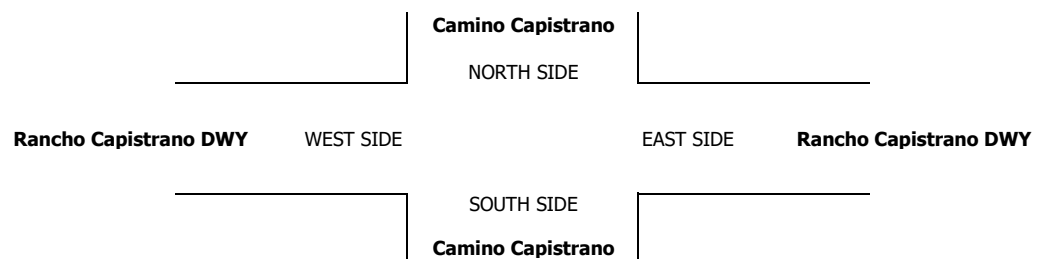 Camino Capistrano
NORTH SIDE
Rancho Capistrano DWY WEST SIDE EAST SIDE Rancho Capistrano DWY
SOUTH SIDE
Camino Capistrano